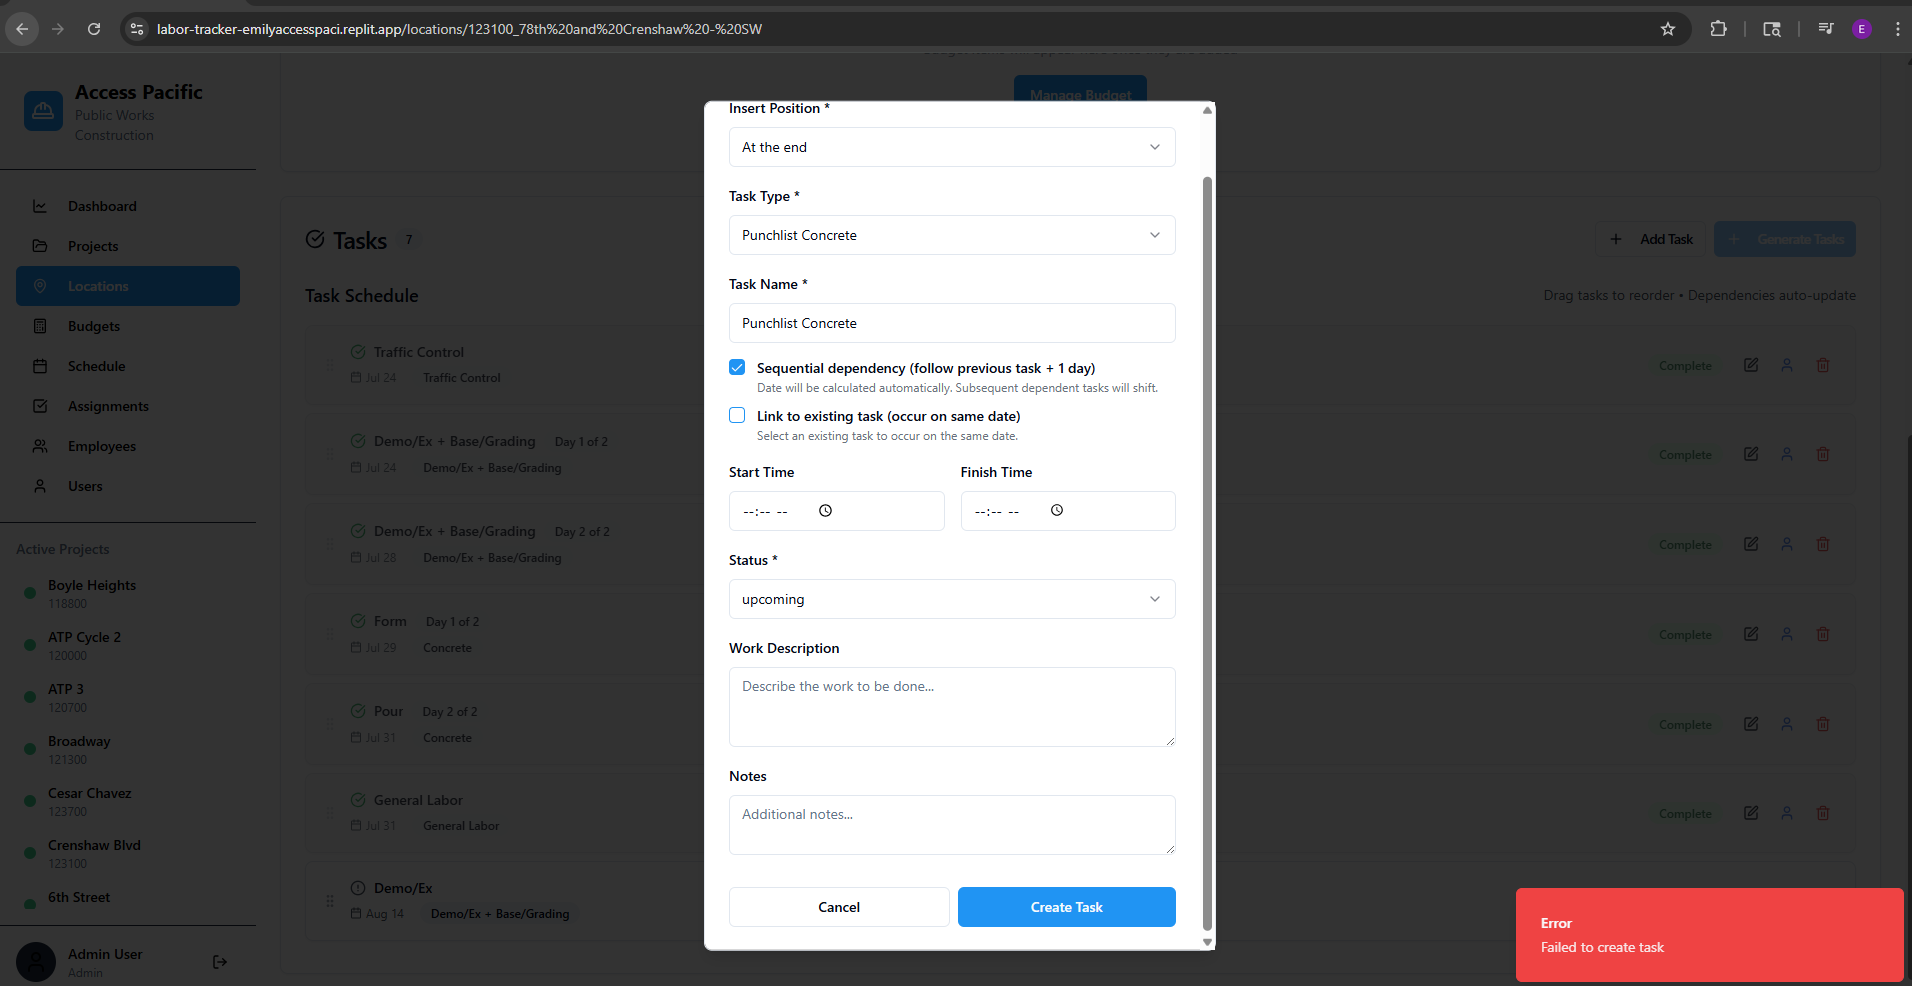 labor-tracker-emilyaccesspaci.replit.app/locations/123100_78th%20and%20Crenshaw%20-%20SW
E
Access Pacific
Public Works
Construction
Dashboard
Projects
Locations
Budgets
Schedule
Assignments
Employees
Users
Active Projects
Boyle Heights
118800
ATP Cycle 2
120000
ATP 3
120700
Broadway
121300
Cesar Chavez
123700
Crenshaw Blvd
123100
6th Street
Admin User
Admin
Manage Budget
Tasks 7
Add Task
Generate Tasks
Task Schedule
Drag tasks to reorder • Dependencies auto-update
Traffic Control
Jul 24 Traffic Control
Complete
Demo/Ex + Base/Grading Day 1 of 2
Jul 24 Demo/Ex + Base/Grading
Complete
Demo/Ex + Base/Grading Day 2 of 2
Jul 28 Demo/Ex + Base/Grading
Complete
Form Day 1 of 2
Jul 29 Concrete
Complete
Pour Day 2 of 2
Jul 31 Concrete
Complete
General Labor
Jul 31 General Labor
Complete
Demo/Ex
Aug 14 Demo/Ex + Base/Grading
Insert Position *
At the end
Task Type *
Punchlist Concrete
Task Name *
Punchlist Concrete
Sequential dependency (follow previous task + 1 day)
Date will be calculated automatically. Subsequent dependent tasks will shift.
Link to existing task (occur on same date)
Select an existing task to occur on the same date.
Start Time Finish Time
--:-- -- --:-- --
Status *
upcoming
Work Description
Describe the work to be done...
Notes
Additional notes...
Cancel
Create Task
Error
Failed to create task